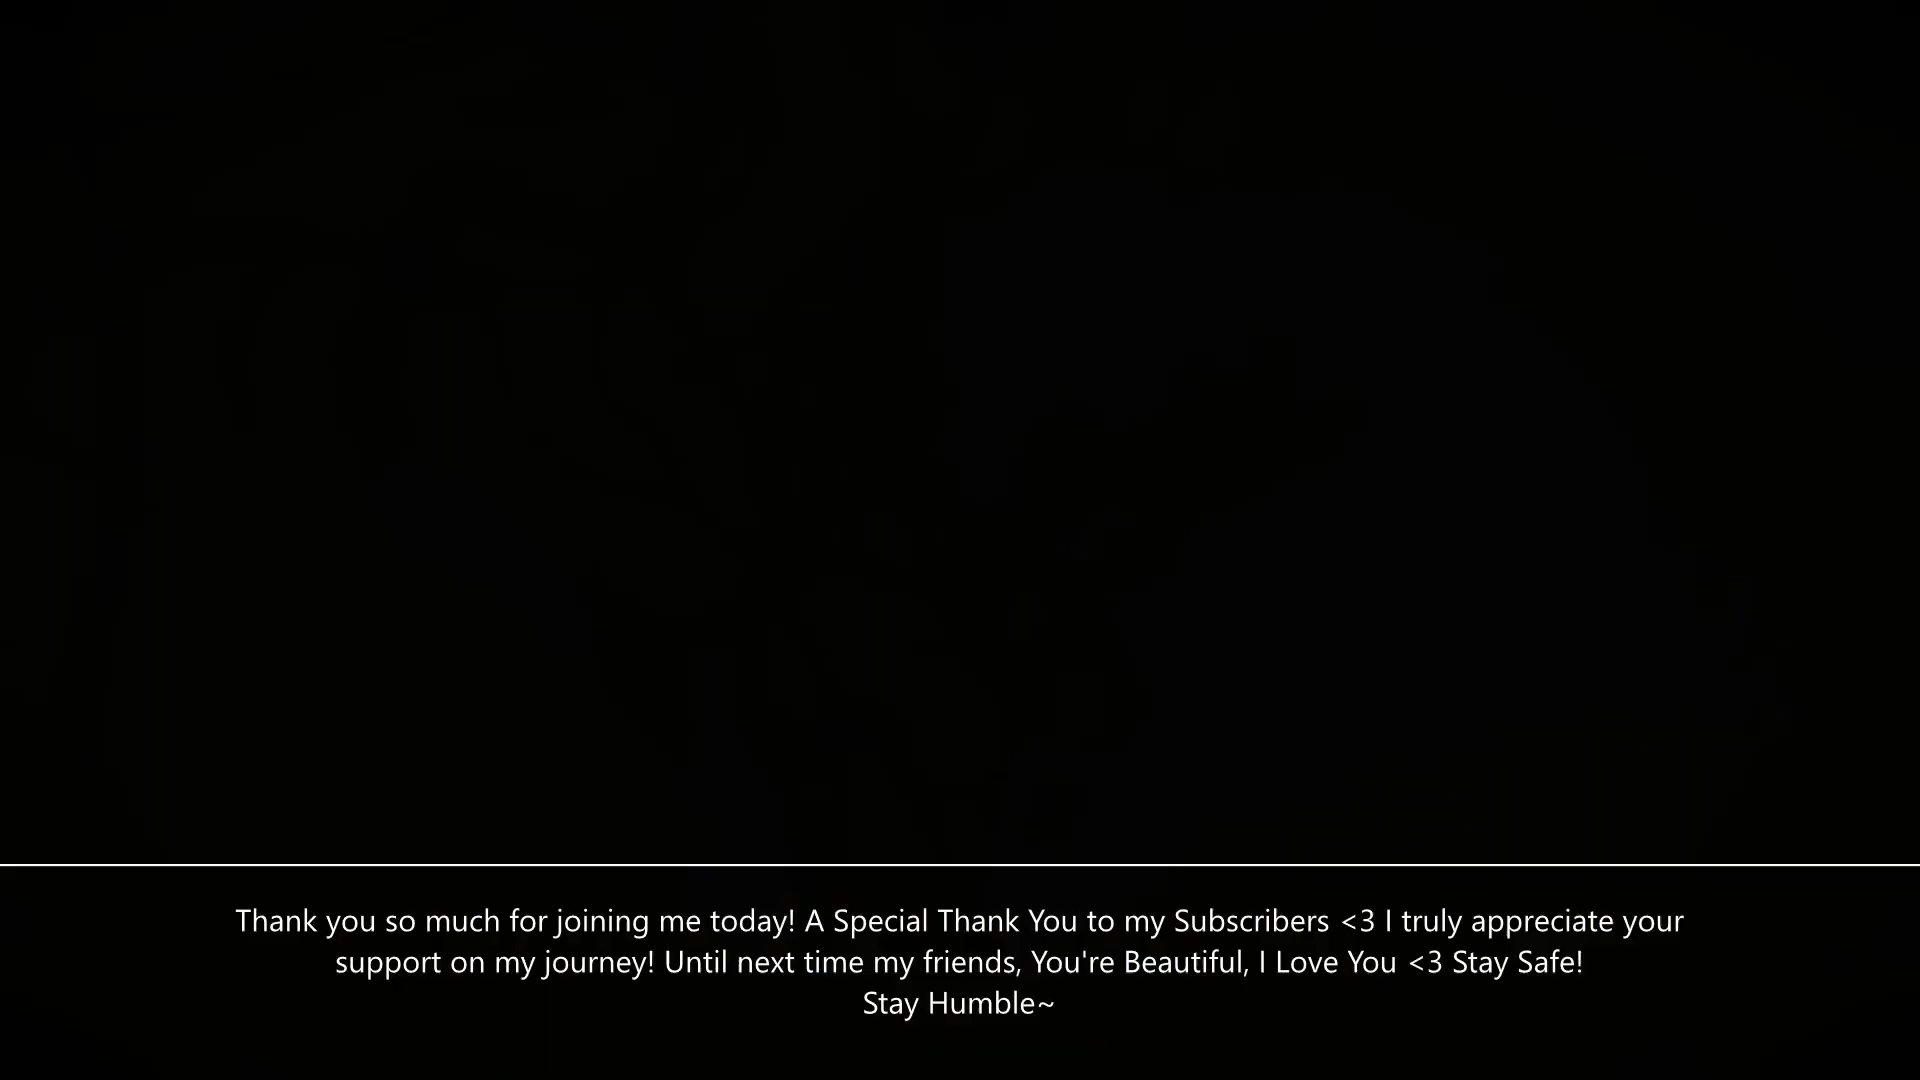 Thank you so much for joining me today! A Special Thank You to my Subscribers <3 I truly appreciate your
support on my journey! Until next time my friends, You're Beautiful, I Love You <3 Stay Safe!
Stay Humble~